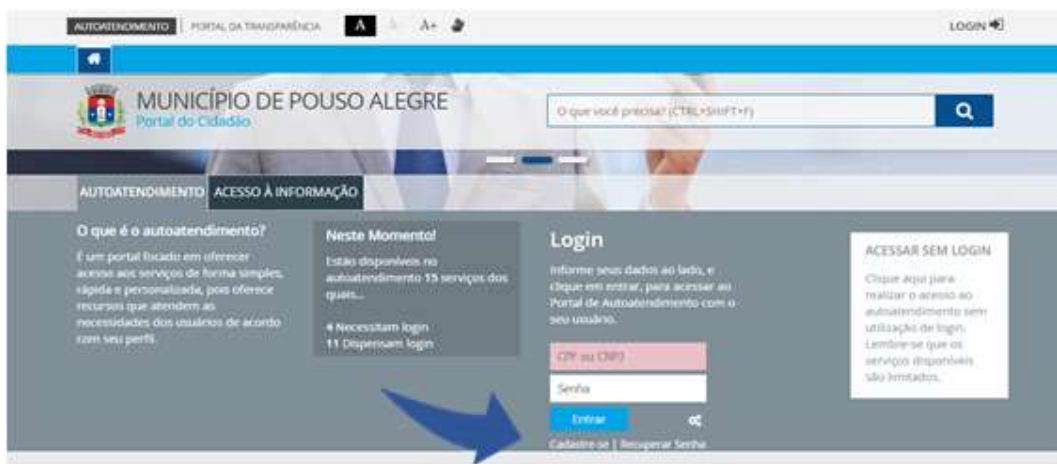 AUTOATENDIMENTO | PORTAL DA TRANSPARÊNCIA A A- A+ LOGIN
MUNICÍPIO DE POUSO ALEGRE
Portal do Cidadão
O que você precisa? (CTRL+SHIFT+F)
AUTOATENDIMENTO ACESSO À INFORMAÇÃO
O que é o autoatendimento?
É um portal focado em oferecer
acesso aos serviços de forma simples,
rápida e personalizada, pois oferece
recursos que atendem as
necessidades dos usuários de acordo
com seu perfil.
Neste Momento!
Estão disponíveis no
autoatendimento 15 serviços dos
quais...
4 Necessitam login
11 Dispensam login
Login
Informe seus dados ao lado, e
clique em entrar, para acessar ao
Portal de Autoatendimento com o
seu usuário.
CPF ou CNPJ
Senha
Entrar
Cadastre-se | Recuperar Senha
ACESSAR SEM LOGIN
Clique aqui para
realizar o acesso ao
autoatendimento sem
utilização de login.
Lembre-se que os
serviços disponíveis
são limitados.